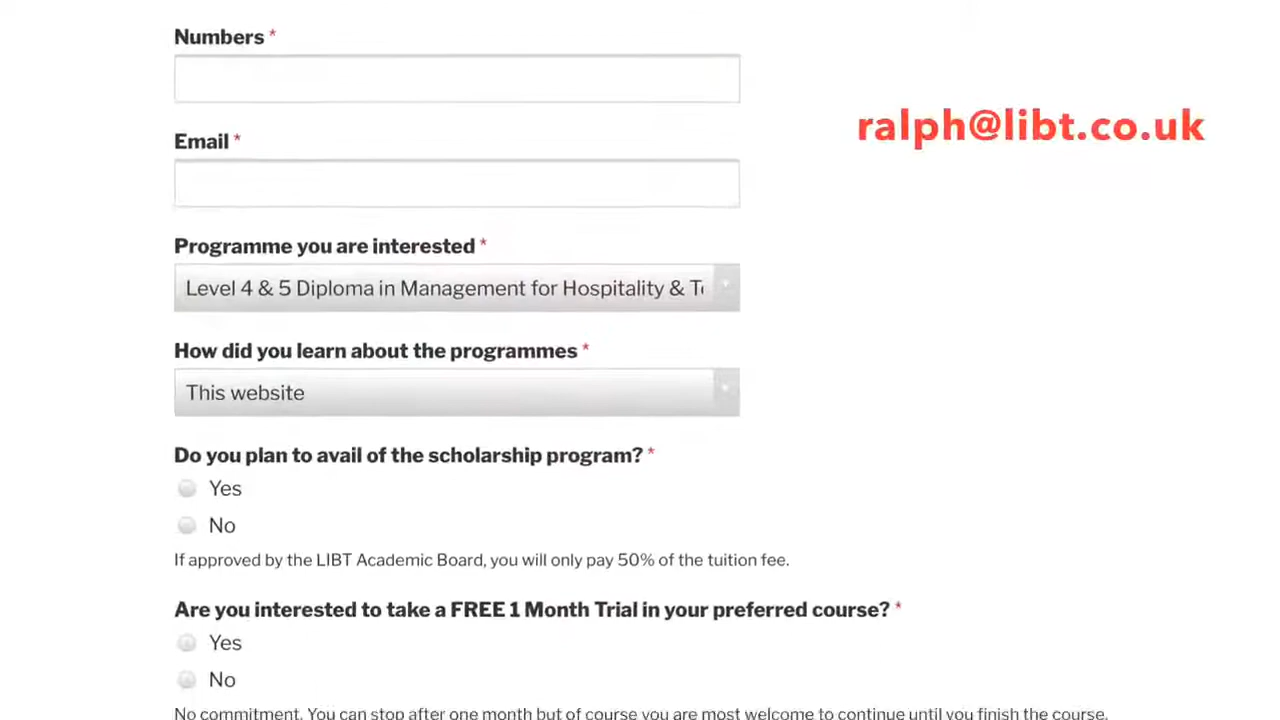 Numbers *
ralph@libt.co.uk
Email *
Programme you are interested *
Level 4 & 5 Diploma in Management for Hospitality &
How did you learn about the programmes *
This website
Do you plan to avail of the scholarship program? *
Yes
No
If approved by the LIBT Academic Board, you will only pay 50% of the tuition fee.
Are you interested to take a FREE 1 Month Trial in your preferred course? *
Yes
No
No commitment. You can stop after one month but of course you are most welcome to continue until you finish the course.